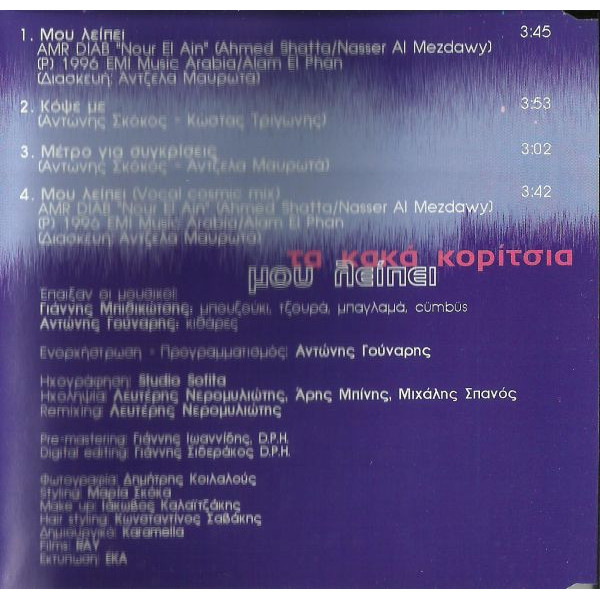 1. Μου λείπει 3:45
AMR DIAB "Nour El Ain" (Ahmed Shatta/Nasser Al Mezdawy)
(P) 1996 EMI Music Arabia/Alam El Phan
(Διασκευή: Αντζελα Μαυρωτά)
2. Κόψε με 3:53
(Αντώνης Σκόκος - Κώστας Τριγώνης)
3. Μέτρο για συγκρίσεις 3:02
(Αντώνης Σκόκος - Αντζελα Μαυρωτά)
4. Μου λείπει (Vocal cosmic mix) 3:42
AMR DIAB "Nour El Ain" (Ahmed Shatta/Nasser Al Mezdawy)
(P) 1996 EMI Music Arabia/Alam El Phan
(Διασκευή: Αντζελα Μαυρωτά)
τα κακά κορίτσια
μου λείπει
Επαιξαν οι μουσικοί:
Γιάννης Μπιθικώτσης: μπουζούκι, τζουρά, μπαγλαμά, cümbüs
Αντώνης Γούναρης: κιθάρες
Ενορχήστρωση - Προγραμματισμός: Αντώνης Γούναρης
Ηχογράφηση: Studio Sofita
Ηχοληψία: Λευτέρης Νερομυλιώτης, Άρης Μπίνης, Μιχάλης Σπανός
Remixing: Λευτέρης Νερομυλιώτης
Pre-mastering: Γιάννης Ιωαννίδης, D.P.H.
Digital editing: Γιάννης Σιδεράκος D.P.H.
Φωτογραφία: Δημήτρης Κοιλαλούς
Styling: Μαρία Σκόκα
Make up: Ιάκωβος Καλαϊτζάκης
Hair styling: Κωνσταντίνος Σαβάκης
Δημιουργικό: Karamella
Films: RAY
Εκτύπωση: ΕΚΑ